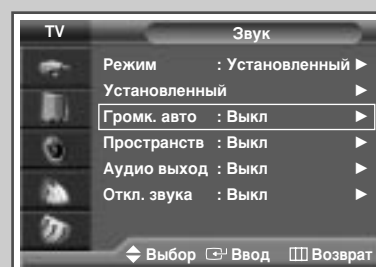 TV Звук
Режим : Установленный ►
Установленный ►
Громк. авто : Выкл ►
Пространств : Выкл ►
Аудио выход : Выкл ►
Откл. звука : Выкл ►
Выбор Ввод Возврат